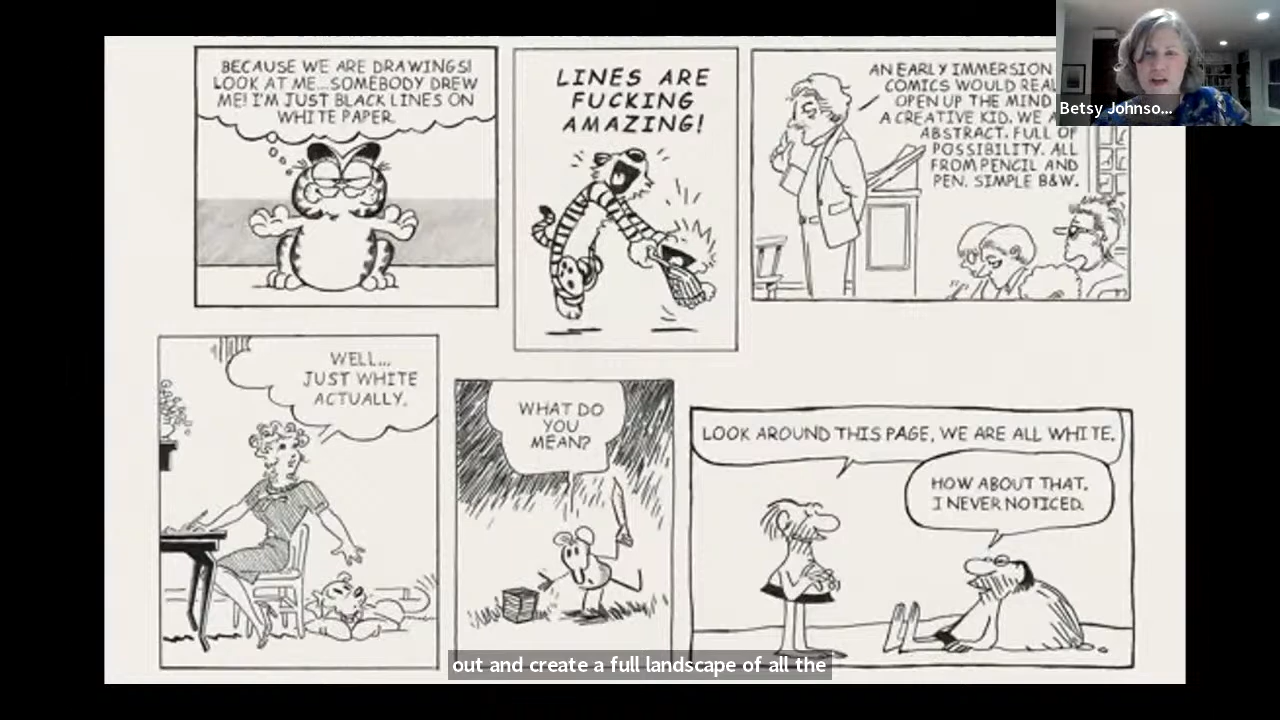 BECAUSE WE ARE DRAWINGS!
LOOK AT ME...SOMEBODY DREW
ME! I'M JUST BLACK LINES ON
WHITE PAPER.
LINES ARE
FUCKING
AMAZING!
AN EARLY IMMERSION
COMICS WOULD
OPEN UP THE MIND
A CREATIVE KID. WE
ABSTRACT. FULL OF
POSSIBILITY. ALL
FROM PENCIL AND
PEN. SIMPLE B&W.
Betsy Johnso...
WELL...
JUST WHITE
ACTUALLY.
WHAT DO
YOU
MEAN?
LOOK AROUND THIS PAGE, WE ARE ALL WHITE.
HOW ABOUT THAT.
I NEVER NOTICED.
out and create a full landscape of all the